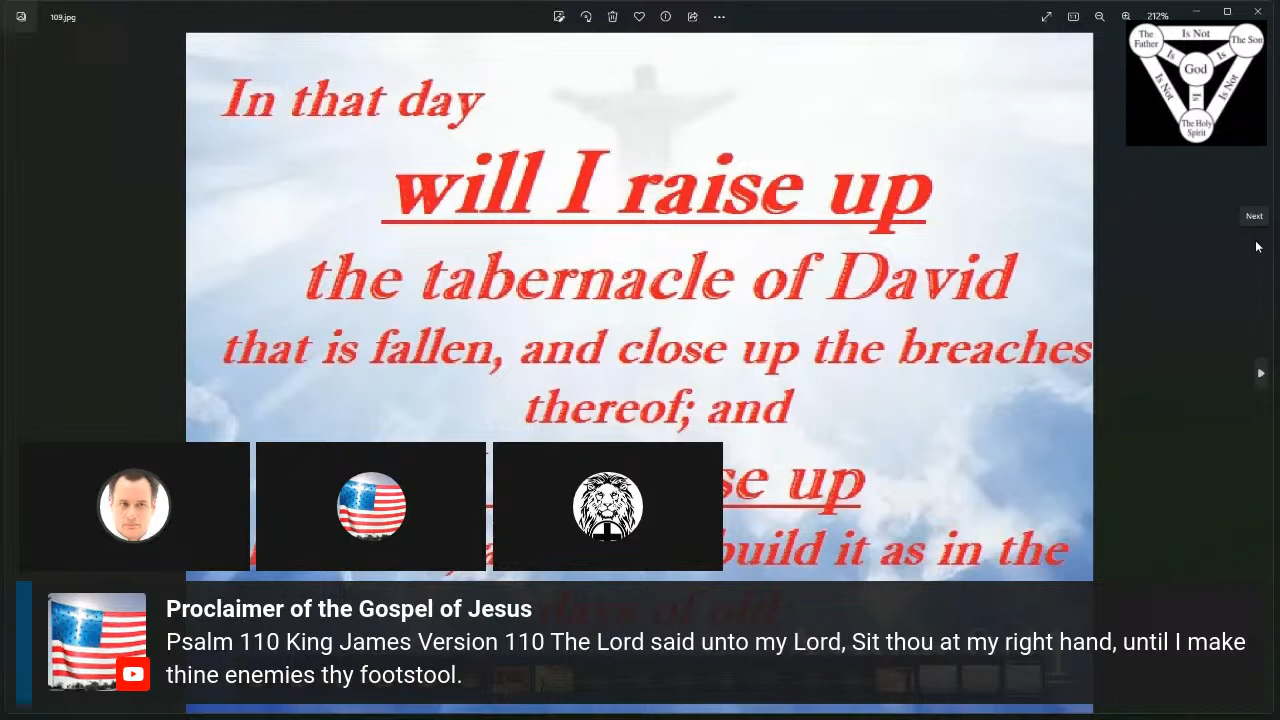 109.jpg
212%
The Father
Is Not
The Son
Is
Is
God
Is Not
Is
Is Not
The Holy Spirit
In that day
will I raise up
Next
the tabernacle of David
that is fallen, and close up the breaches
thereof; and
se up
build it as in the
days of old
Proclaimer of the Gospel of Jesus
Psalm 110 King James Version 110 The Lord said unto my Lord, Sit thou at my right hand, until I make
thine enemies thy footstool.